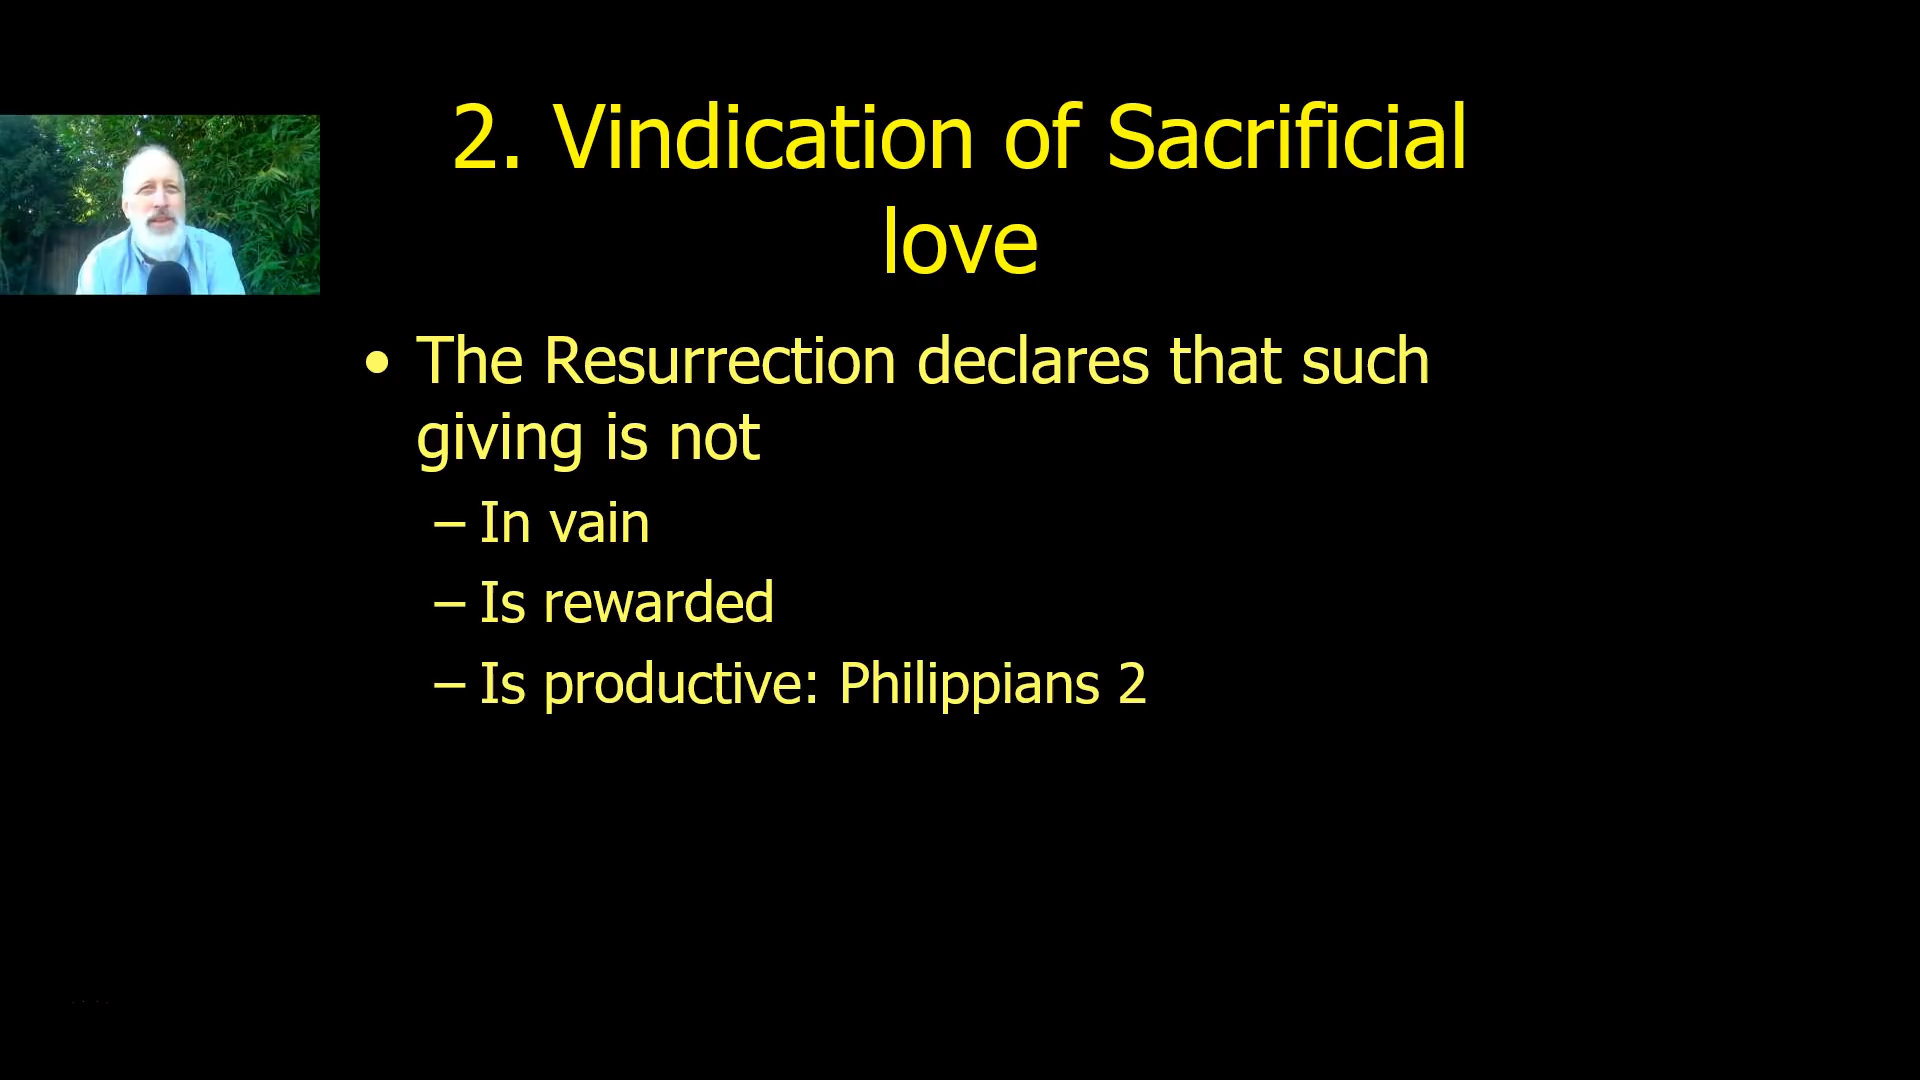 2. Vindication of Sacrificial
love
• The Resurrection declares that such
giving is not
– In vain
– Is rewarded
– Is productive: Philippians 2